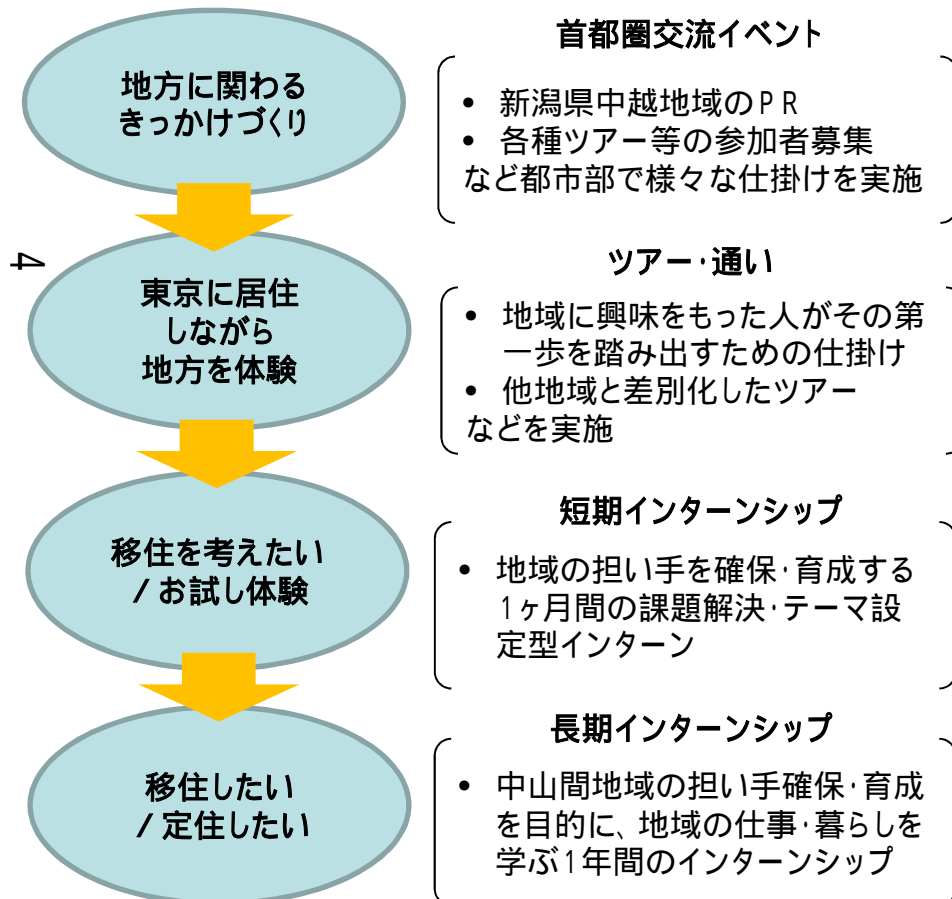 首都圏交流イベント
地方に関わる
きっかけづくり
• 新潟県中越地域のPR
• 各種ツアー等の参加者募集
など都市部で様々な仕掛けを実施
4
ツアー・通い
東京に居住
しながら
地方を体験
• 地域に興味をもった人がその第
一歩を踏み出すための仕掛け
• 他地域と差別化したツアー
などを実施
短期インターンシップ
移住を考えたい
/お試し体験
• 地域の担い手を確保・育成する
1ヶ月間の課題解決・テーマ設
定型インターン
長期インターンシップ
移住したい
/定住したい
• 中山間地域の担い手確保・育成
を目的に、地域の仕事・暮らしを
学ぶ1年間のインターンシップ